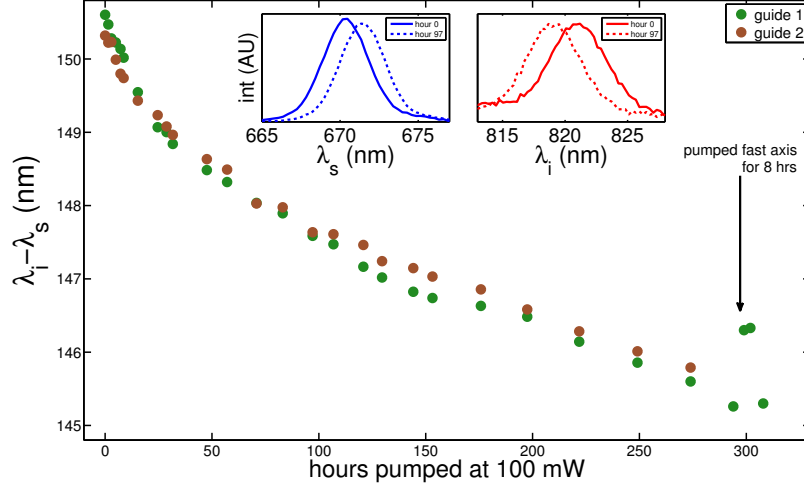 guide 1
guide 2
hour 0
hour 97
int (AU)
665 670 675
λs (nm)
hour 0
hour 97
815 820 825
λi (nm)
pumped fast axis
for 8 hrs
λi−λs (nm)
150
149
148
147
146
145
0 50 100 150 200 250 300
hours pumped at 100 mW